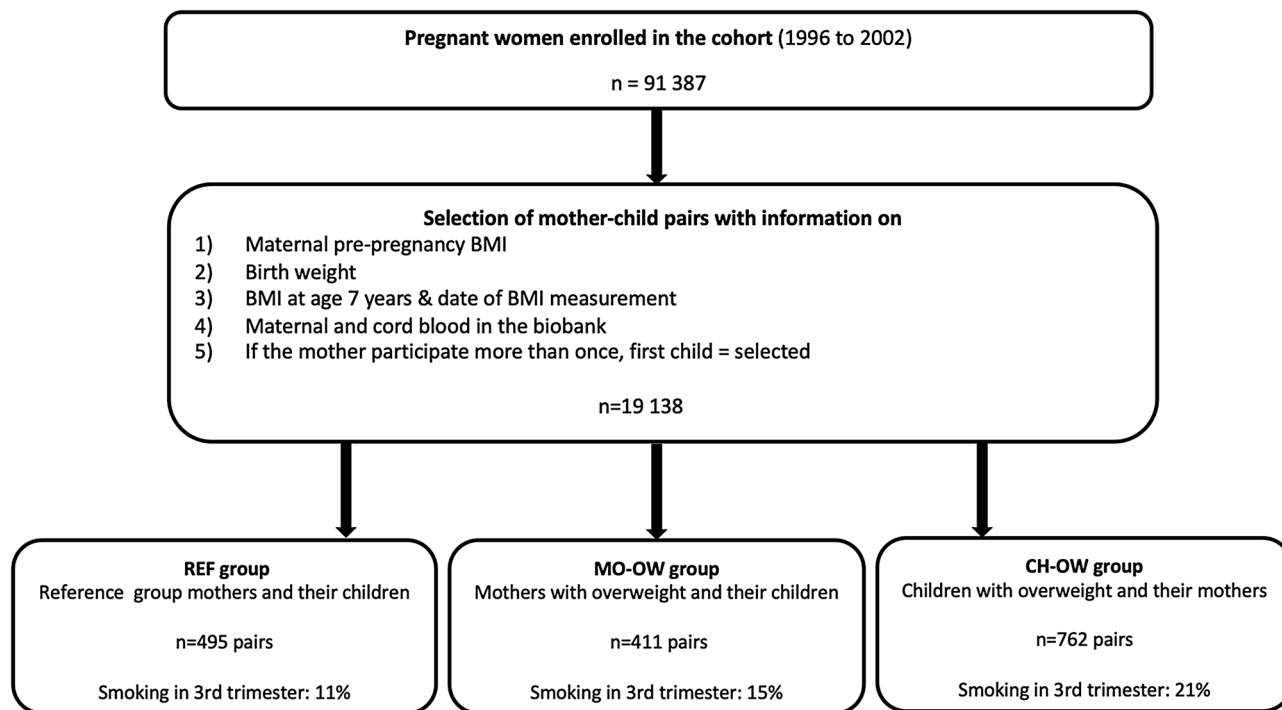 Pregnant women enrolled in the cohort (1996 to 2002)
n = 91 387
Selection of mother-child pairs with information on
1) Maternal pre-pregnancy BMI
2) Birth weight
3) BMI at age 7 years & date of BMI measurement
4) Maternal and cord blood in the biobank
5) If the mother participate more than once, first child = selected
n=19 138
REF group
Reference group mothers and their children
n=495 pairs
Smoking in 3rd trimester: 11%
MO-OW group
Mothers with overweight and their children
n=411 pairs
Smoking in 3rd trimester: 15%
CH-OW group
Children with overweight and their mothers
n=762 pairs
Smoking in 3rd trimester: 21%